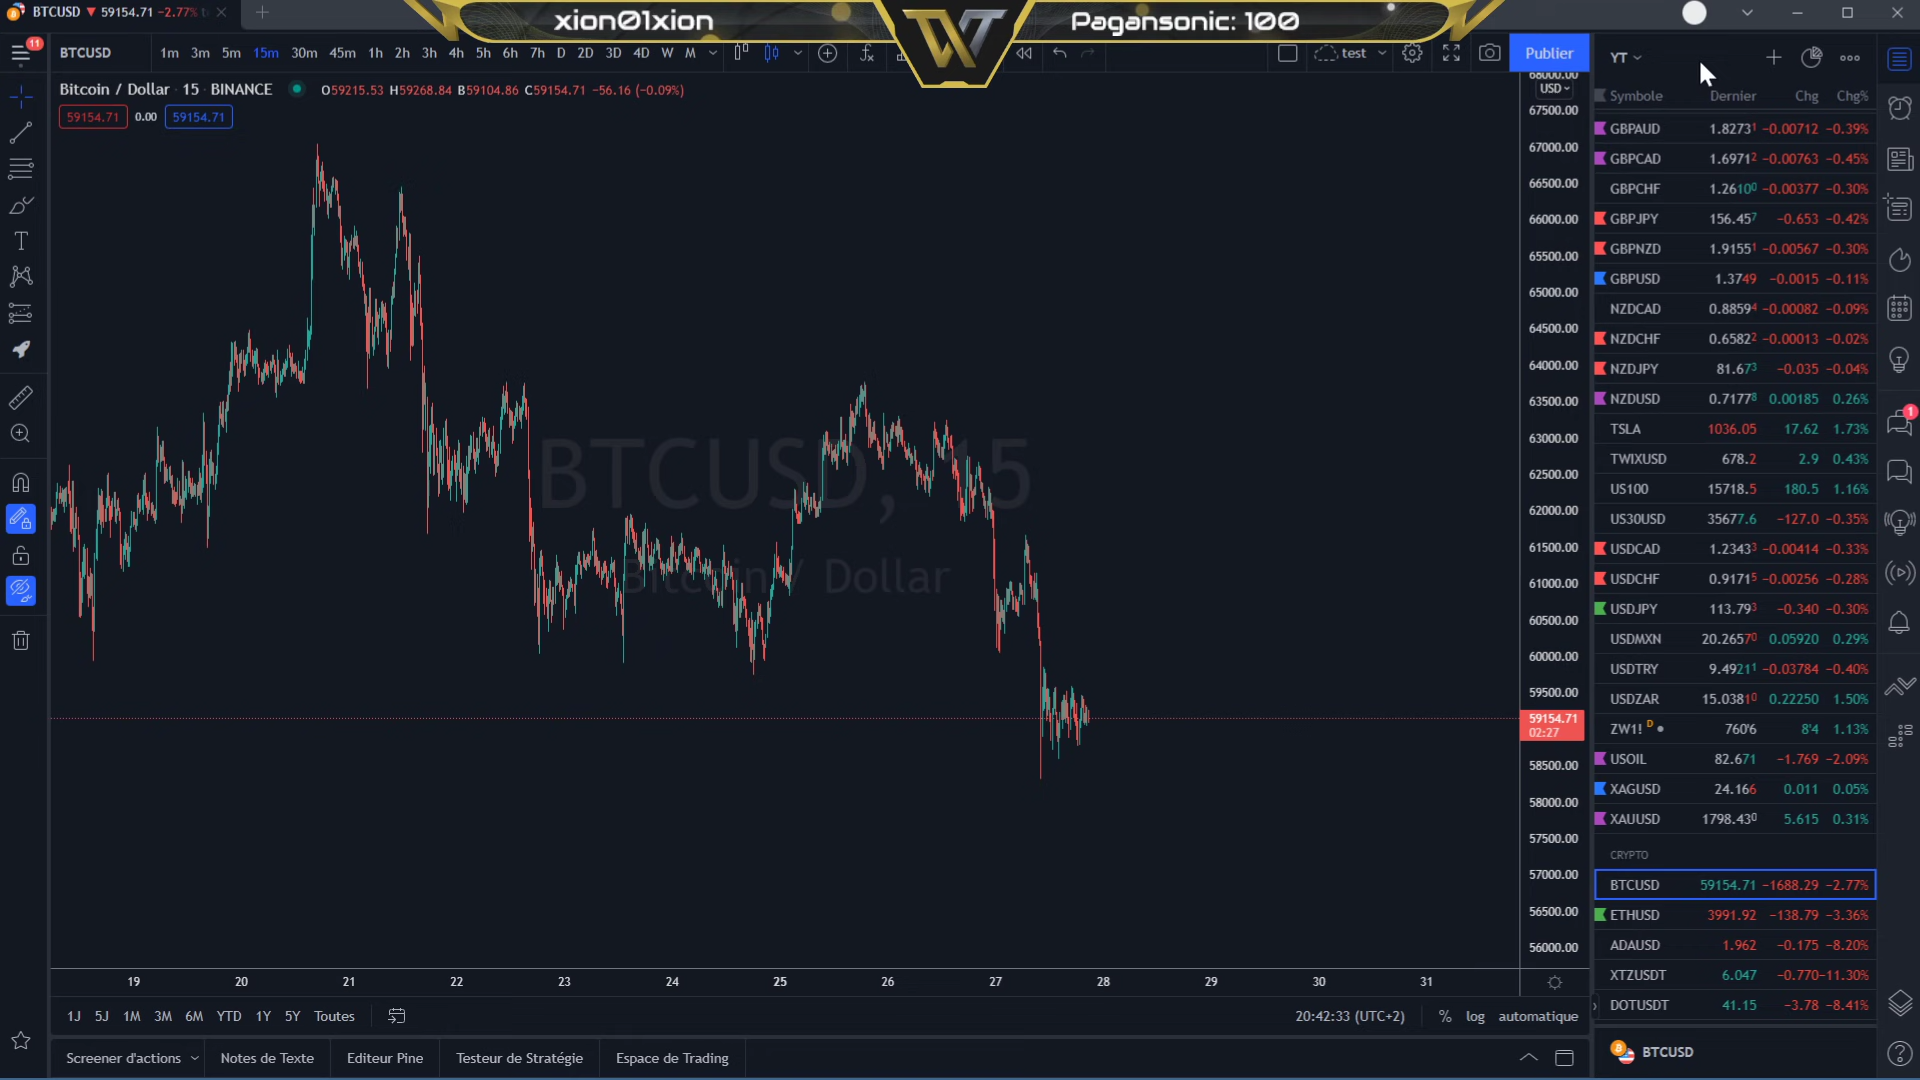 BTCUSD ▼ 59154.71 −2.77%
xion01xion
Pagansonic: 100
11
BTCUSD 1m 3m 5m 15m 30m 45m 1h 2h 3h 4h 5h 6h 7h D 2D 3D 4D W M
test
Publier
YT
Bitcoin / Dollar · 15 · BINANCE O59215.53 H59268.84 B59104.86 C59154.71 −56.16 (−0.09%)
59154.71 0.00 59154.71
USD
Symbole Dernier Chg Chg%
GBPAUD 1.82731 −0.00712 −0.39%
GBPCAD 1.69712 −0.00763 −0.45%
GBPCHF 1.26100 −0.00377 −0.30%
GBPJPY 156.457 −0.653 −0.42%
GBPNZD 1.91551 −0.00567 −0.30%
GBPUSD 1.3749 −0.0015 −0.11%
NZDCAD 0.88594 −0.00082 −0.09%
NZDCHF 0.65822 −0.00013 −0.02%
NZDJPY 81.673 −0.035 −0.04%
NZDUSD 0.71778 0.00185 0.26%
TSLA 1036.05 17.62 1.73%
TWIXUSD 678.2 2.9 0.43%
US100 15718.5 180.5 1.16%
US30USD 35677.6 −127.0 −0.35%
USDCAD 1.23433 −0.00414 −0.33%
USDCHF 0.91715 −0.00256 −0.28%
USDJPY 113.793 −0.340 −0.30%
USDMXN 20.26570 0.05920 0.29%
USDTRY 9.49211 −0.03784 −0.40%
USDZAR 15.03810 0.22250 1.50%
ZW1! D 760'6 8'4 1.13%
USOIL 82.671 −1.769 −2.09%
XAGUSD 24.166 0.011 0.05%
XAUUSD 1798.430 5.615 0.31%
CRYPTO
BTCUSD 59154.71 −1688.29 −2.77%
ETHUSD 3991.92 −138.79 −3.36%
ADAUSD 1.962 −0.175 −8.20%
XTZUSDT 6.047 −0.770 −11.30%
DOTUSDT 41.15 −3.78 −8.41%
BTCUSD
1
68000.00
67500.00
67000.00
66500.00
66000.00
65500.00
65000.00
64500.00
64000.00
63500.00
63000.00
62500.00
62000.00
61500.00
61000.00
60500.00
60000.00
59500.00
59154.71
02:27
58500.00
58000.00
57500.00
57000.00
56500.00
56000.00
BTCUSD, 15
Bitcoin / Dollar
19 20 21 22 23 24 25 26 27 28 29 30 31
1J 5J 1M 3M 6M YTD 1Y 5Y Toutes
20:42:33 (UTC+2) % log automatique
Screener d'actions Notes de Texte Editeur Pine Testeur de Stratégie Espace de Trading